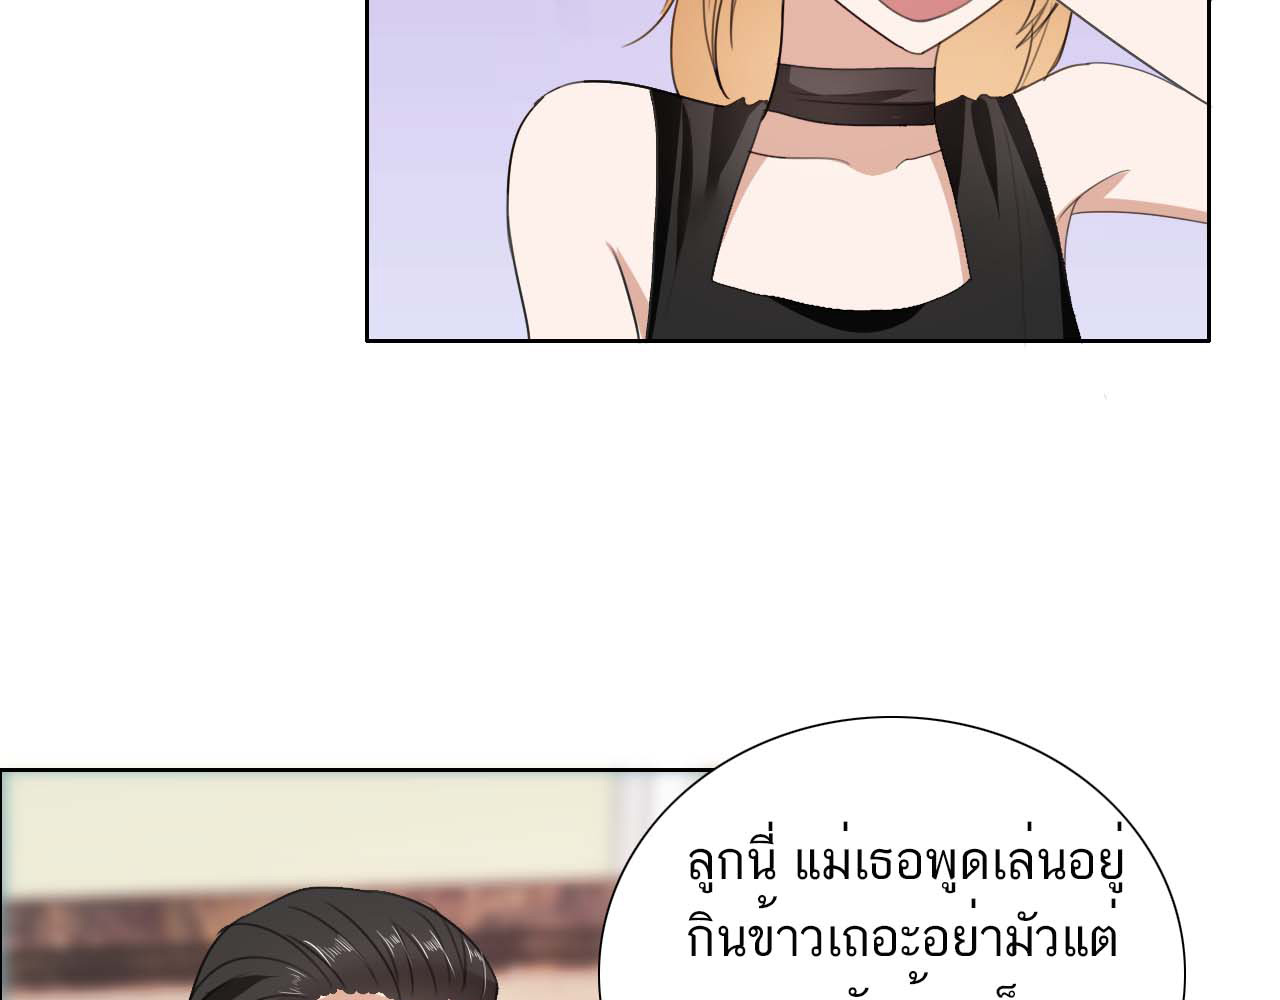 ลูกนี่ แม่เธอพูดเล่นอยู่
กินข้าวเถอะอย่ามัวแต่